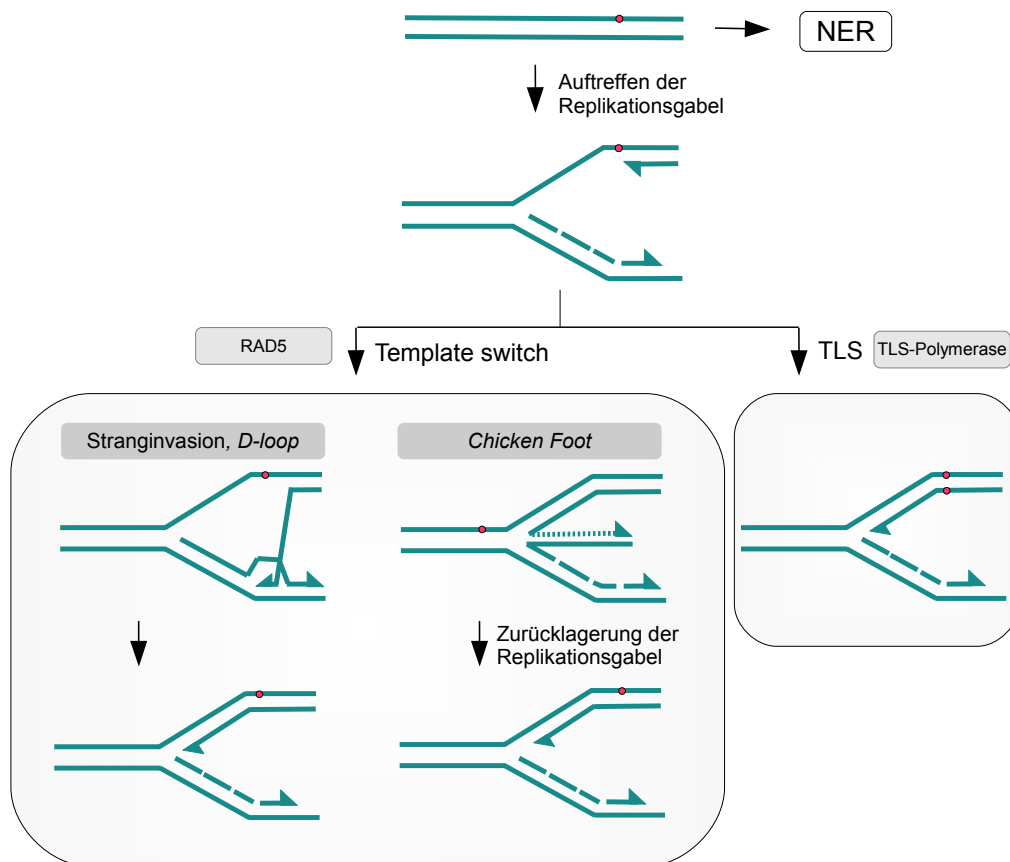 NER
Auftreffen der
Replikationsgabel
RAD5
Template switch
TLS
TLS-Polymerase
Stranginvasion, D-loop
Chicken Foot
Zurücklagerung der
Replikationsgabel